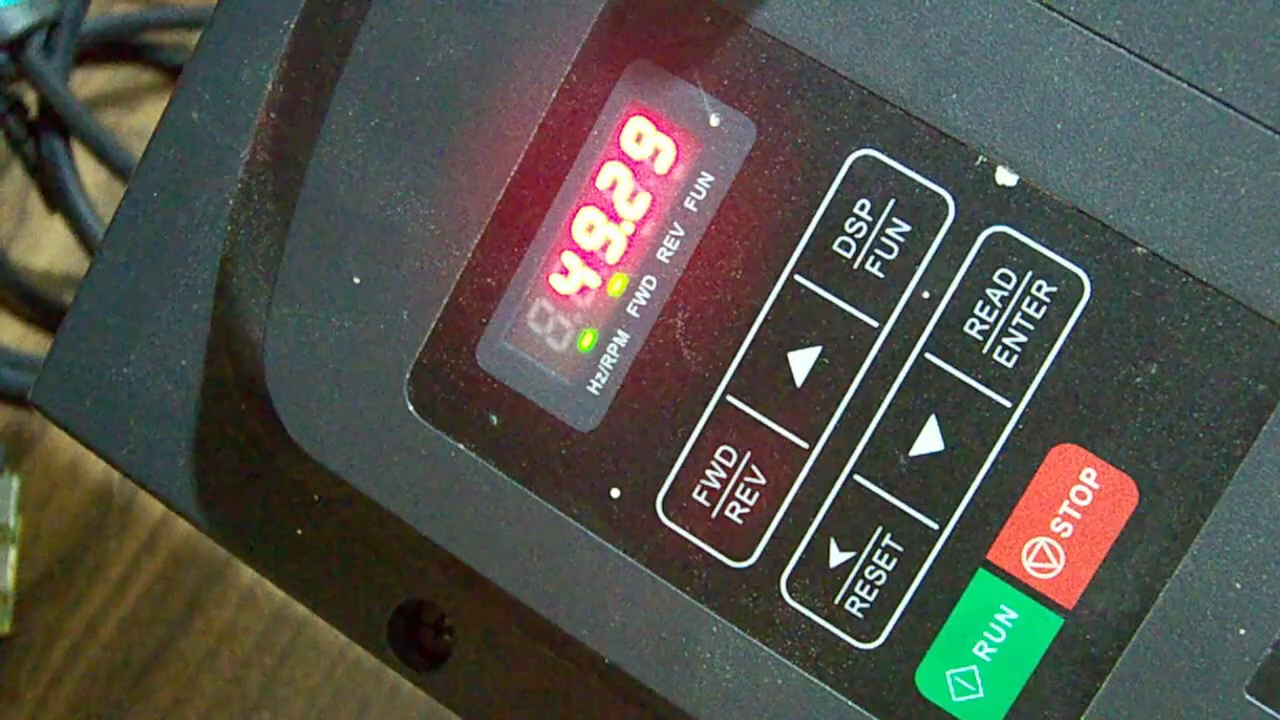 49.29
Hz/RPM FWD REV FUN
FWD
REV
DSP
FUN
RESET
READ
ENTER
RUN
STOP